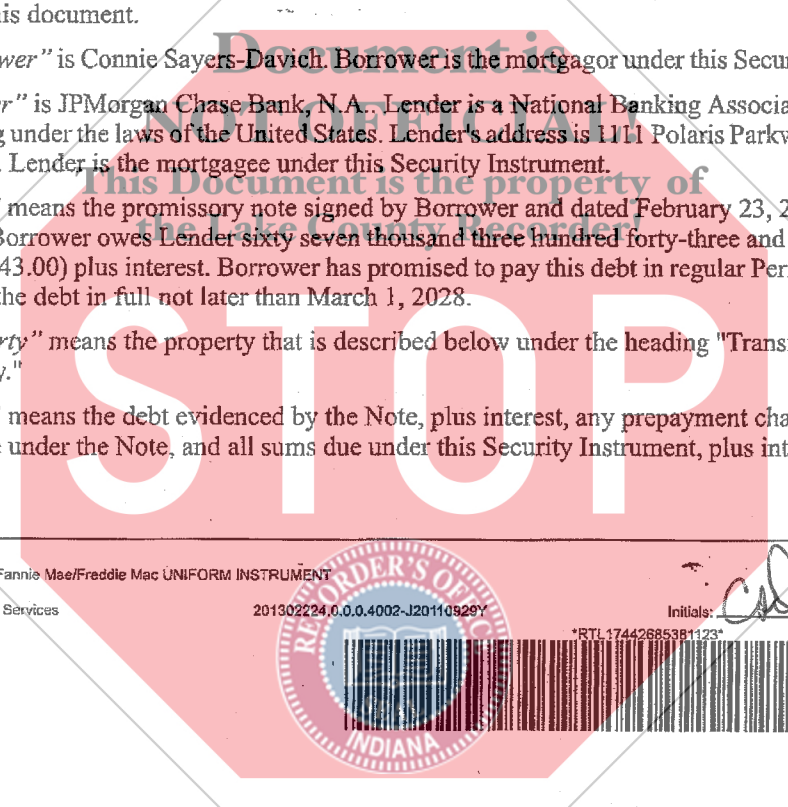 is document.
Document is
wer" is Connie Sayers-Davich. Borrower is the mortgagor under this Secu
r" is JPMorgan Chase Bank, N.A.. Lender is a National Banking Associa
NOT OFFICIAL!
g under the laws of the United States. Lender's address is 1111 Polaris Parkw
. Lender is the mortgagee under this Security Instrument.
This Document is the property of
" means the promissory note signed by Borrower and dated February 23, 2
the Lake County Recorder!
Borrower owes Lender sixty seven thousand three hundred forty-three and
43.00) plus interest. Borrower has promised to pay this debt in regular Peri
the debt in full not later than March 1, 2028.
rty" means the property that is described below under the heading "Trans
y."
STOP
" means the debt evidenced by the Note, plus interest, any prepayment cha
e under the Note, and all sums due under this Security Instrument, plus int
Fannie Mae/Freddie Mac UNIFORM INSTRUMENT
RECORDER'S OFFICE
Services 201302224.0.0.0.4002-J20110929Y Initials:
*RTL17442685381123*
SEAL
INDIANA